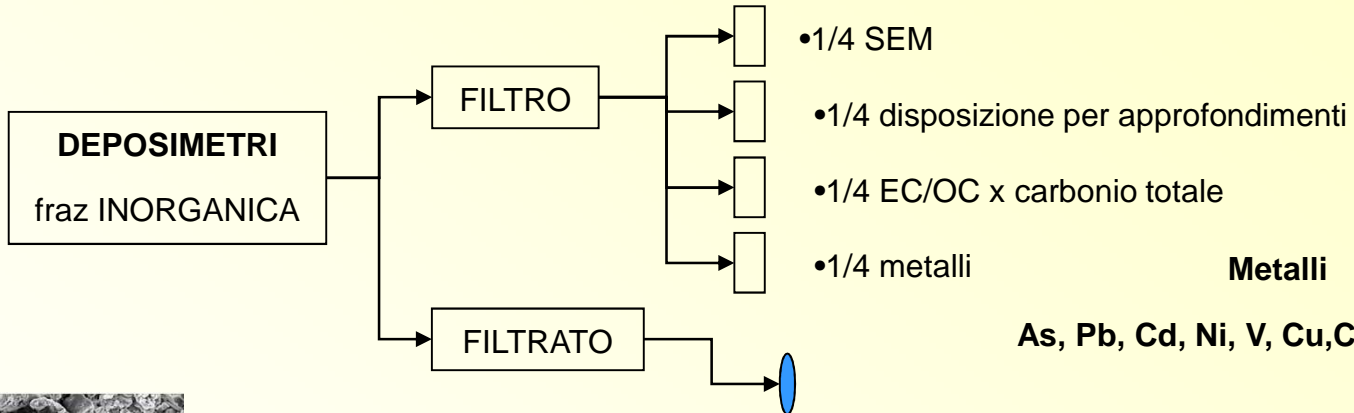 •1/4 SEM
FILTRO
•1/4 disposizione per approfondimenti
DEPOSIMETRI
fraz INORGANICA
•1/4 EC/OC x carbonio totale
•1/4 metalli
Metalli
FILTRATO
As, Pb, Cd, Ni, V, Cu,C